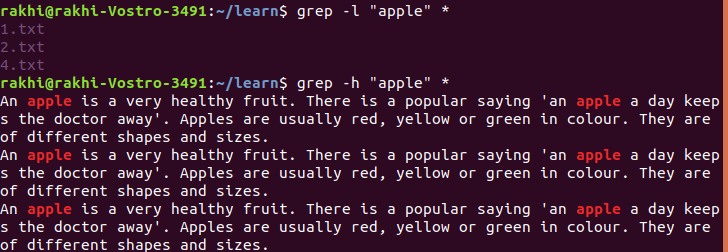 rakhi@rakhi-Vostro-3491:~/learn$ grep -l "apple" *
1.txt
2.txt
4.txt
rakhi@rakhi-Vostro-3491:~/learn$ grep -h "apple" *
An apple is a very healthy fruit. There is a popular saying 'an apple a day keep
s the doctor away'. Apples are usually red, yellow or green in colour. They are
of different shapes and sizes.
An apple is a very healthy fruit. There is a popular saying 'an apple a day keep
s the doctor away'. Apples are usually red, yellow or green in colour. They are
of different shapes and sizes.
An apple is a very healthy fruit. There is a popular saying 'an apple a day keep
s the doctor away'. Apples are usually red, yellow or green in colour. They are
of different shapes and sizes.